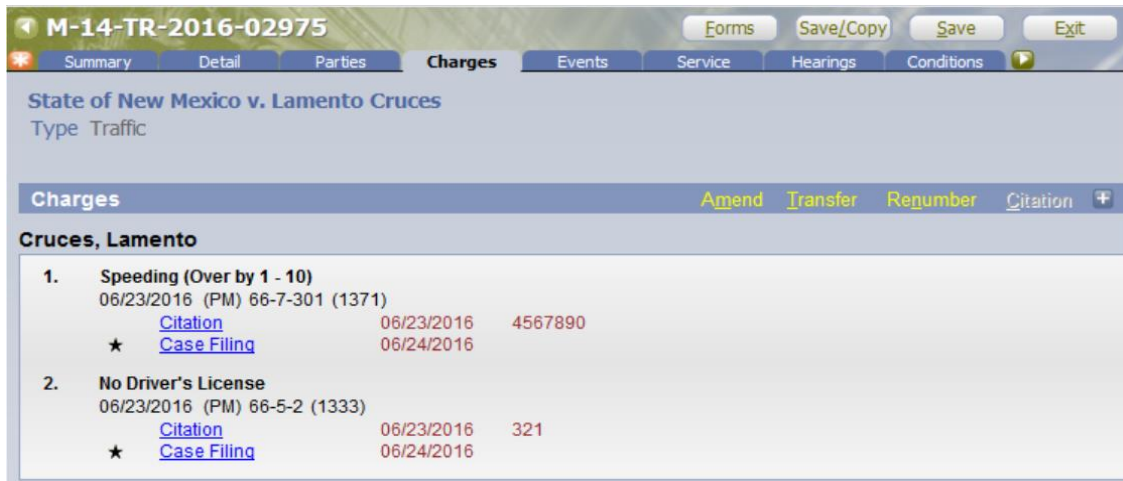 M-14-TR-2016-02975 Forms Save/Copy Save Exit
Summary Detail Parties Charges Events Service Hearings Conditions
State of New Mexico v. Lamento Cruces
Type Traffic
Charges Amend Transfer Renumber Citation
Cruces, Lamento
1. Speeding (Over by 1 - 10)
06/23/2016 (PM) 66-7-301 (1371)
Citation 06/23/2016 4567890
★ Case Filing 06/24/2016
2. No Driver's License
06/23/2016 (PM) 66-5-2 (1333)
Citation 06/23/2016 321
★ Case Filing 06/24/2016